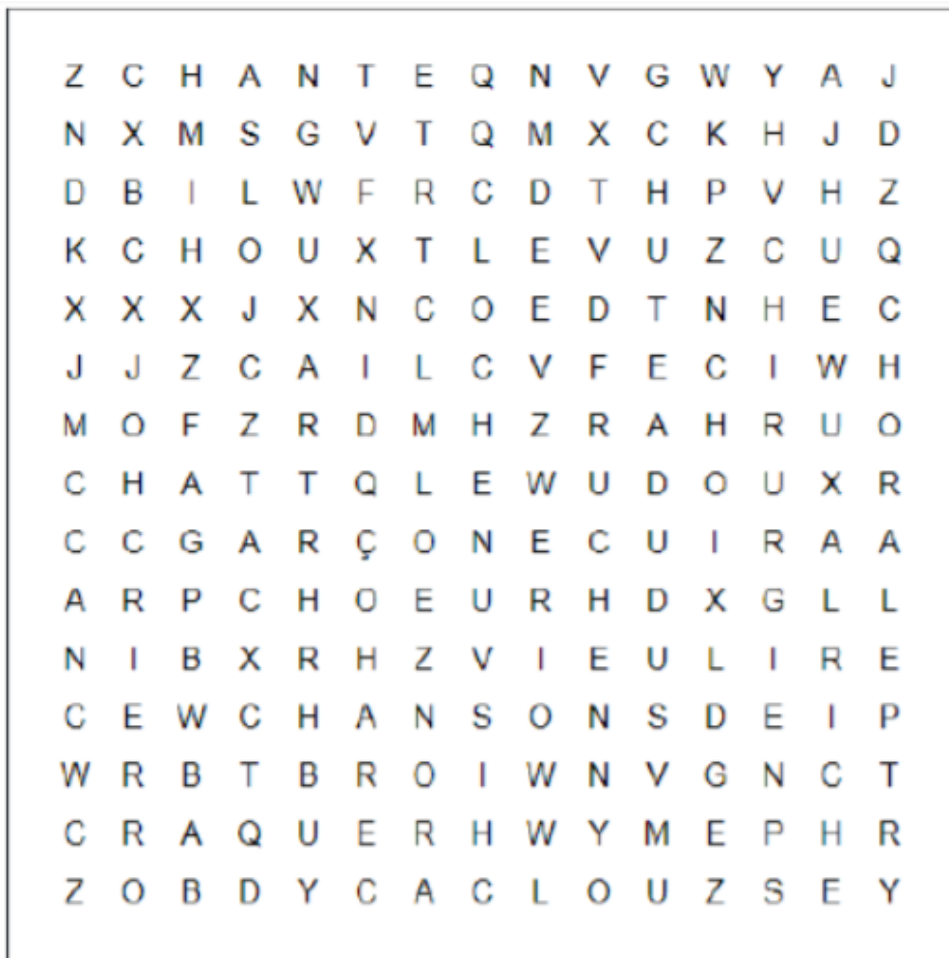 Z C H A N T E Q N V G W Y A J
N X M S G V T Q M X C K H J D
D B I L W F R C D T H P V H Z
K C H O U X T L E V U Z C U Q
X X X J X N C O E D T N H E C
J J Z C A I L C V F E C I W H
M O F Z R D M H Z R A H R U O
C H A T T Q L E W U D O U X R
C C G A R Ç O N E C U I R A A
A R P C H O E U R H D X G L L
N I B X R H Z V I E U L I R E
C E W C H A N S O N S D E I P
W R B T B R O I W N V G N C T
C R A Q U E R H W Y M E P H R
Z O B D Y C A C L O U Z S E Y